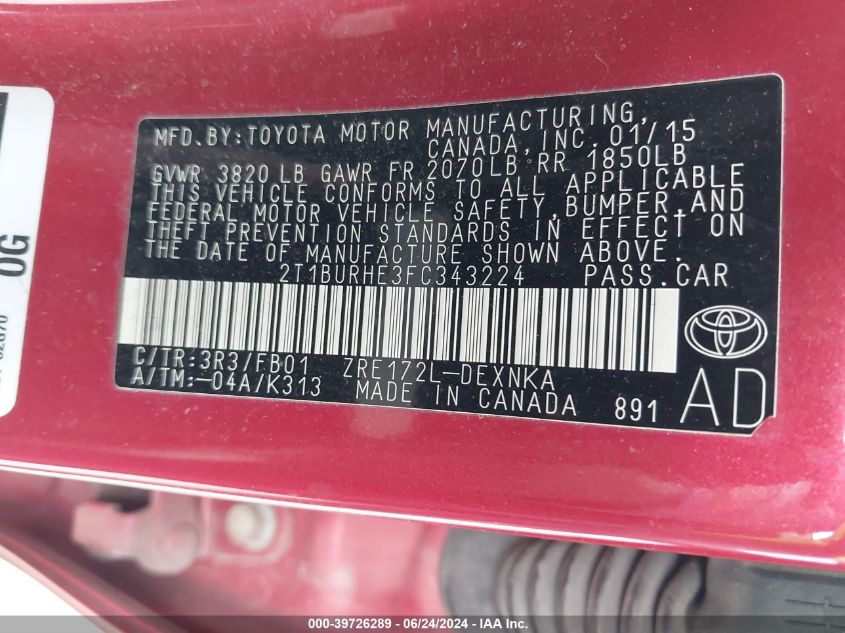 MFD.BY:TOYOTA MOTOR MANUFACTURING,
CANADA,INC.01/15
GVWR 3820 LB GAWR FR 2070LB RR 1850LB
THIS VEHICLE CONFORMS TO ALL APPLICABLE
FEDERAL MOTOR VEHICLE SAFETY,BUMPER,AND
THEFT PREVENTION STANDARDS IN EFFECT ON
THE DATE OF MANUFACTURE SHOWN ABOVE.
2T1BURHE3FC343224 PASS.CAR
C/TR:3R3/FB01 ZRE172L-DEXNKA
A/TM:-04A/K313 MADE IN CANADA 891 AD
OG
000-39726289 - 06/24/2024 - IAAI.COM